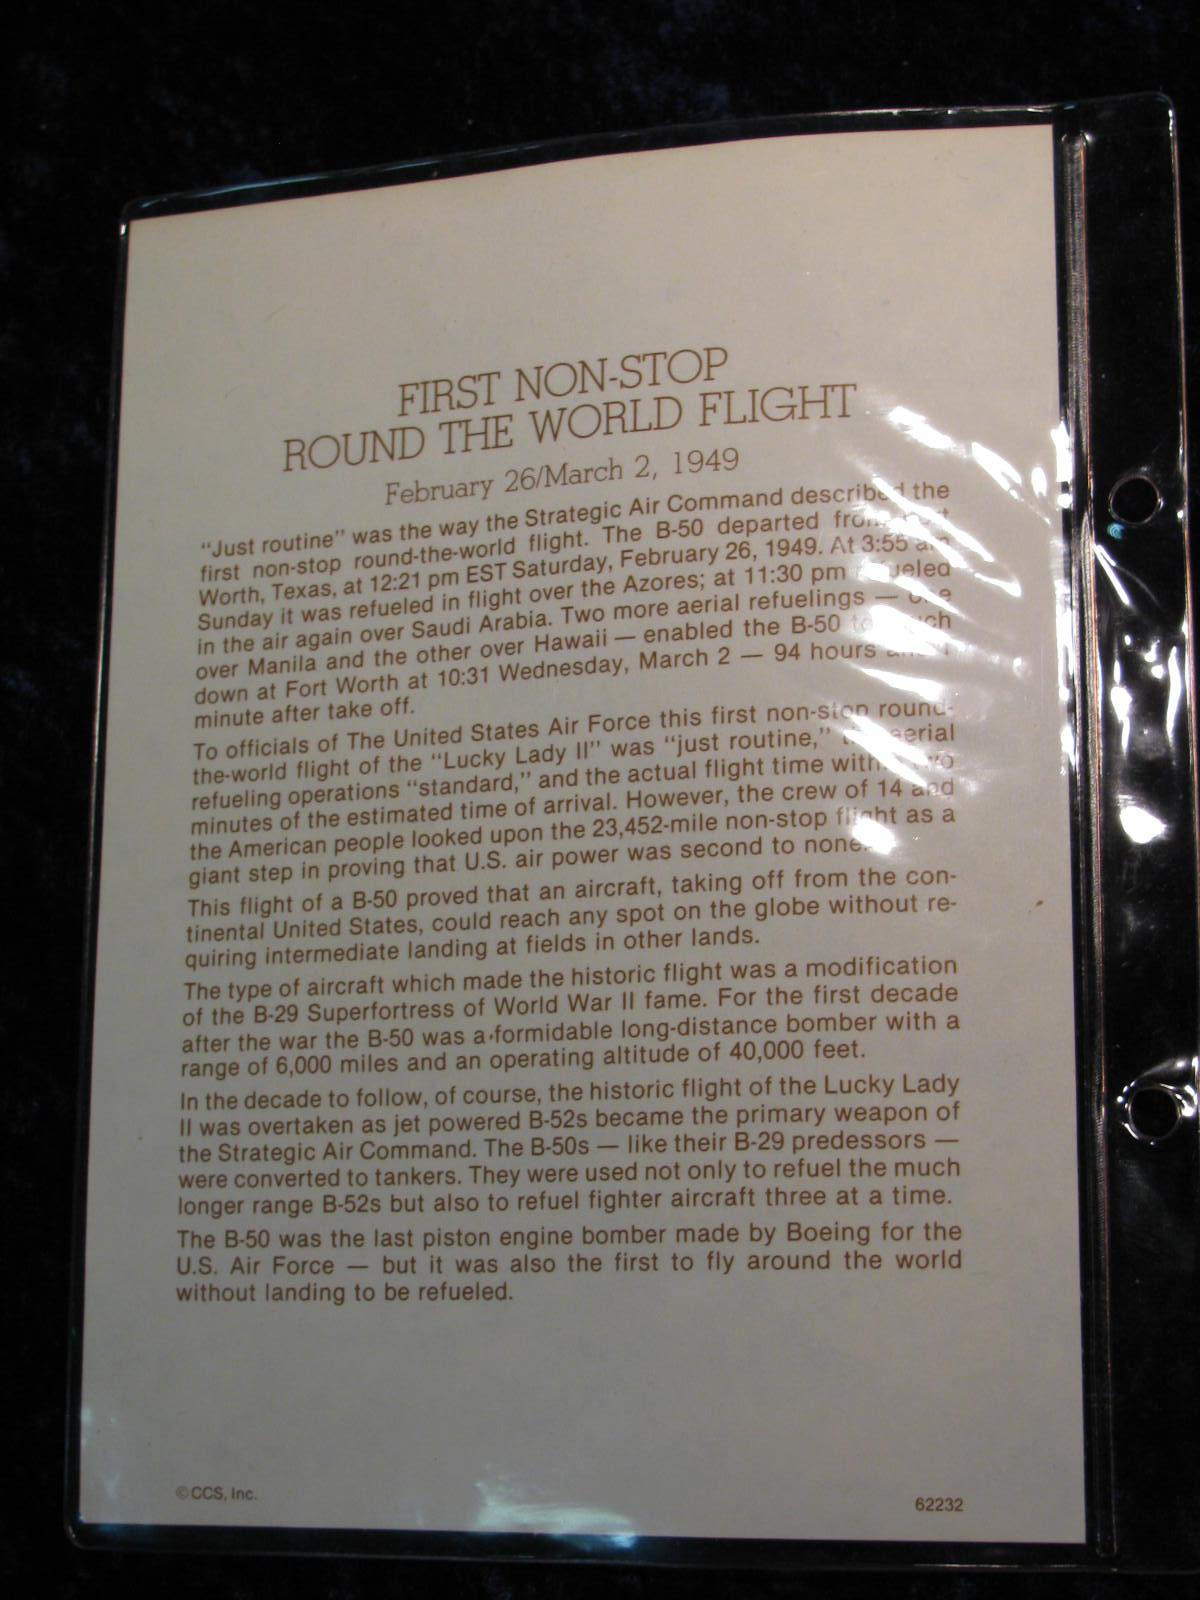 FIRST NON-STOP
ROUND THE WORLD FLIGHT
February 26/March 2, 1949
"Just routine" was the way the Strategic Air Command described the
first non-stop round-the-world flight. The B-50 departed from
Worth, Texas, at 12:21 pm EST Saturday, February 26, 1949. At 3:55 am
Sunday it was refueled in flight over the Azores; at 11:30 pm
in the air again over Saudi Arabia. Two more aerial refuelings — one
over Manila and the other over Hawaii — enabled the B-50 to
down at Fort Worth at 10:31 Wednesday, March 2 — 94 hours
minute after take off.
To officials of The United States Air Force this first non-stop round-
the-world flight of the "Lucky Lady II" was "just routine," aerial
refueling operations "standard," and the actual flight time within two
minutes of the estimated time of arrival. However, the crew of 14 and
the American people looked upon the 23,452-mile non-stop flight as a
giant step in proving that U.S. air power was second to none.
This flight of a B-50 proved that an aircraft, taking off from the con-
tinental United States, could reach any spot on the globe without re-
quiring intermediate landing at fields in other lands.
The type of aircraft which made the historic flight was a modification
of the B-29 Superfortress of World War II fame. For the first decade
after the war the B-50 was a formidable long-distance bomber with a
range of 6,000 miles and an operating altitude of 40,000 feet.
In the decade to follow, of course, the historic flight of the Lucky Lady
II was overtaken as jet powered B-52s became the primary weapon of
the Strategic Air Command. The B-50s — like their B-29 predessors —
were converted to tankers. They were used not only to refuel the much
longer range B-52s but also to refuel fighter aircraft three at a time.
The B-50 was the last piston engine bomber made by Boeing for the
U.S. Air Force — but it was also the first to fly around the world
without landing to be refueled.
©CCS, Inc.
62232